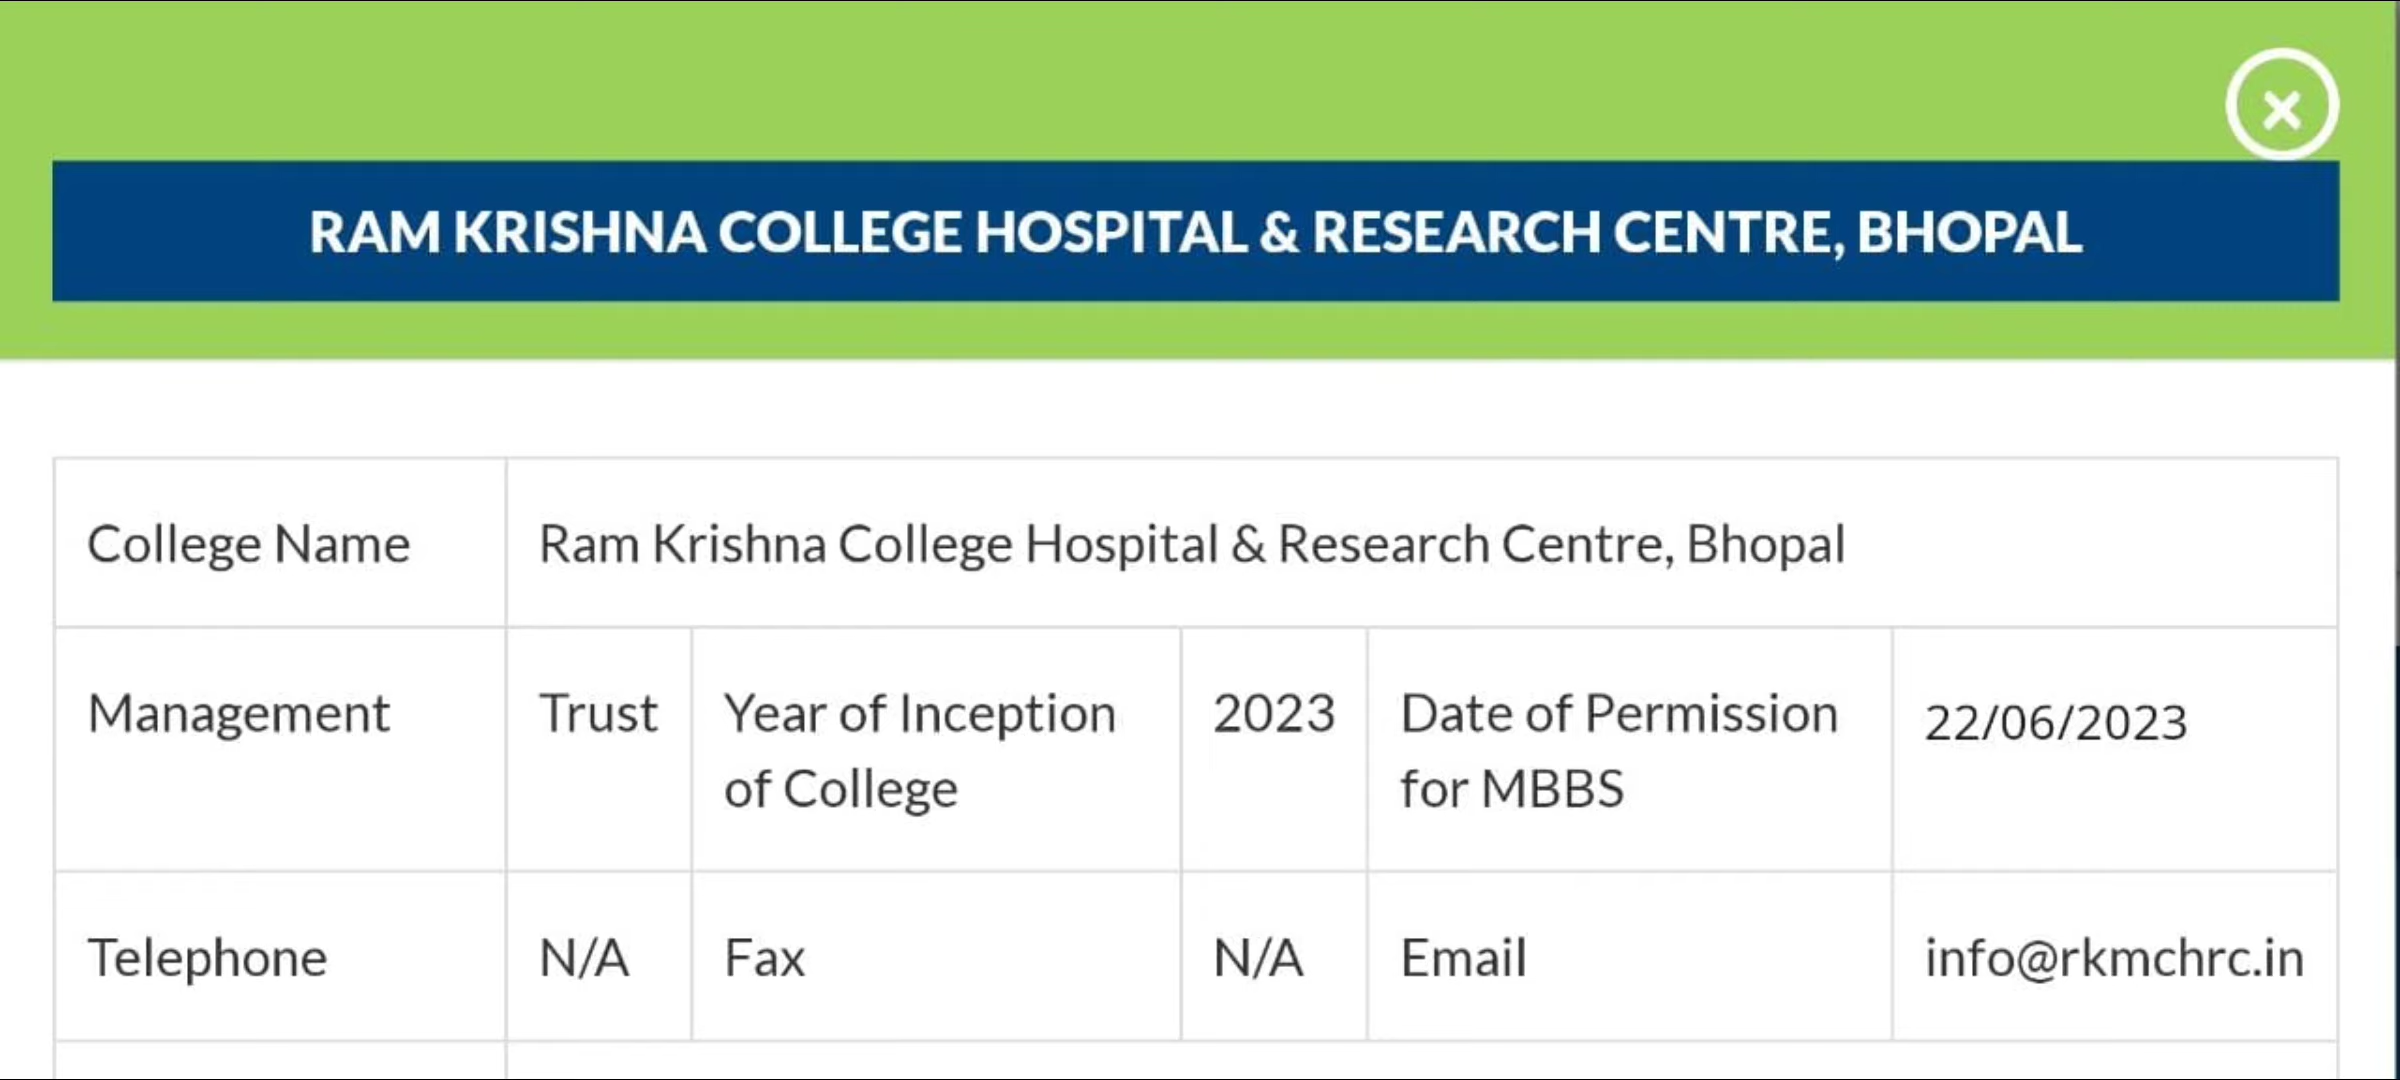 RAM KRISHNA COLLEGE HOSPITAL & RESEARCH CENTRE, BHOPAL
College Name Ram Krishna College Hospital & Research Centre, Bhopal
Management Trust Year of Inception of College 2023 Date of Permission for MBBS 22/06/2023
Telephone N/A Fax N/A Email info@rkmchrc.in